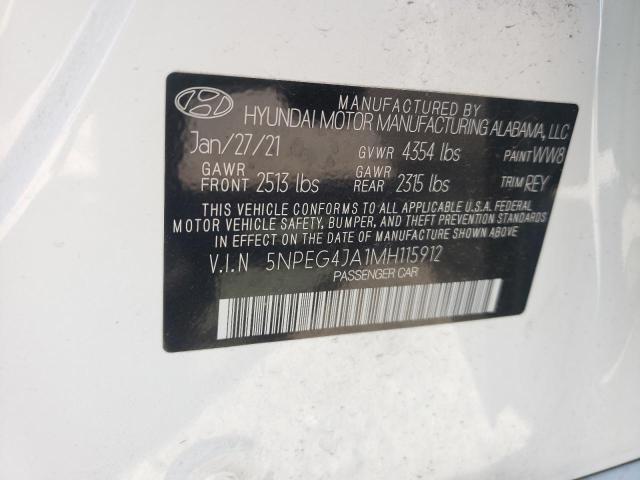 MANUFACTURED BY
HYUNDAI MOTOR MANUFACTURING ALABAMA, LLC
Jan/27/21 GVWR 4354 lbs PAINT WW8
GAWR FRONT 2513 lbs GAWR REAR 2315 lbs TRIM REY
THIS VEHICLE CONFORMS TO ALL APPLICABLE U.S.A. FEDERAL
MOTOR VEHICLE SAFETY, BUMPER, AND THEFT PREVENTION STANDARDS
IN EFFECT ON THE DATE OF MANUFACTURE SHOWN ABOVE.
V.I.N 5NPEG4JA1MH115912
PASSENGER CAR